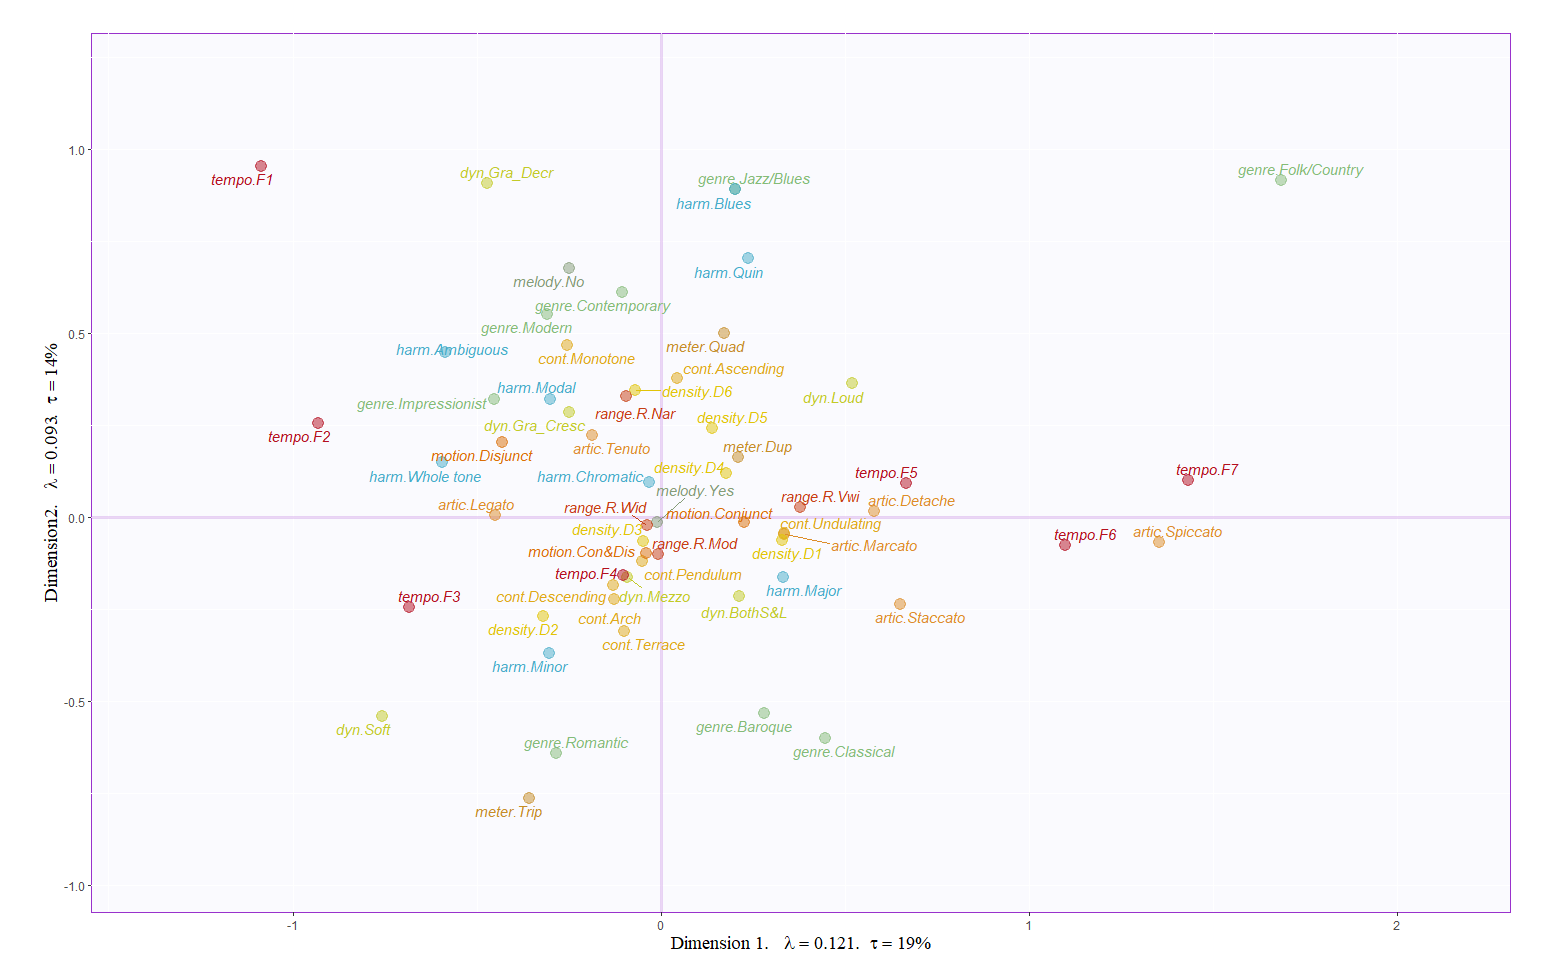 1.0
0.5
0.0
-0.5
-1.0
-1
0
1
2
Dimension2. λ = 0.093. τ = 14%
Dimension 1. λ = 0.121. τ = 19%
tempo.F1
dyn.Gra_Decr
genre.Jazz/Blues
genre.Folk/Country
harm.Blues
harm.Quin
melody.No
genre.Contemporary
genre.Modern
harm.Ambiguous
cont.Monotone
meter.Quad
cont.Ascending
harm.Modal
density.D6
dyn.Loud
genre.Impressionist
range.R.Nar
dyn.Gra_Cresc
density.D5
tempo.F2
artic.Tenuto
meter.Dup
motion.Disjunct
density.D4
harm.Whole tone
harm.Chromatic
tempo.F5
tempo.F7
melody.Yes
range.R.Vwi
artic.Detache
artic.Legato
range.R.Wid
motion.Conjunct
cont.Undulating
density.D3
artic.Spiccato
tempo.F6
range.R.Mod
artic.Marcato
motion.Con&Dis
density.D1
tempo.F4
cont.Pendulum
harm.Major
tempo.F3
cont.Descending
dyn.Mezzo
dyn.BothS&L
artic.Staccato
cont.Arch
density.D2
cont.Terrace
harm.Minor
dyn.Soft
genre.Romantic
genre.Baroque
genre.Classical
meter.Trip